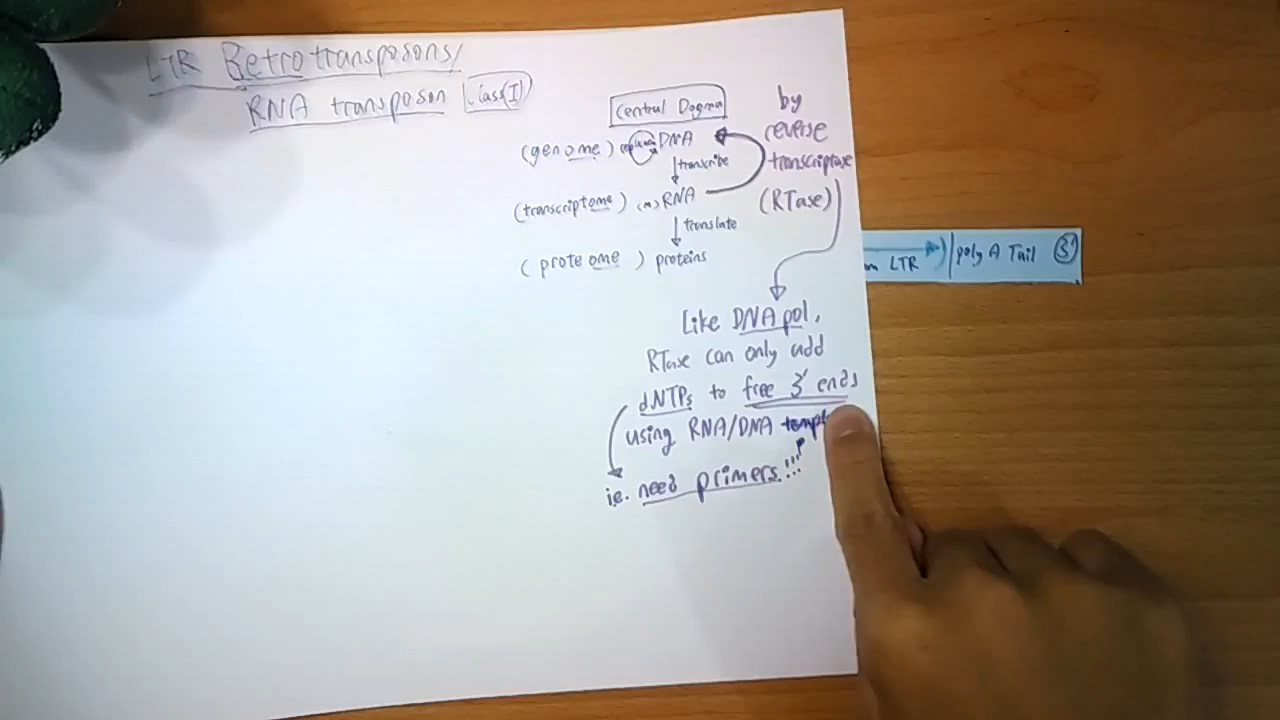 LTR Retrotransposons/
RNA transposon Class(I)
Central Dogma
(genome) DNA
transcribe
(transcriptome) (m)RNA
translate
(proteome) proteins
by
reverse
transcriptase
(RTase)
Like DNA pol,
RTase can only add
dNTPs to free 3' ends
using RNA/DNA
i.e. need primers!!!
LTR
poly A Tail 3'